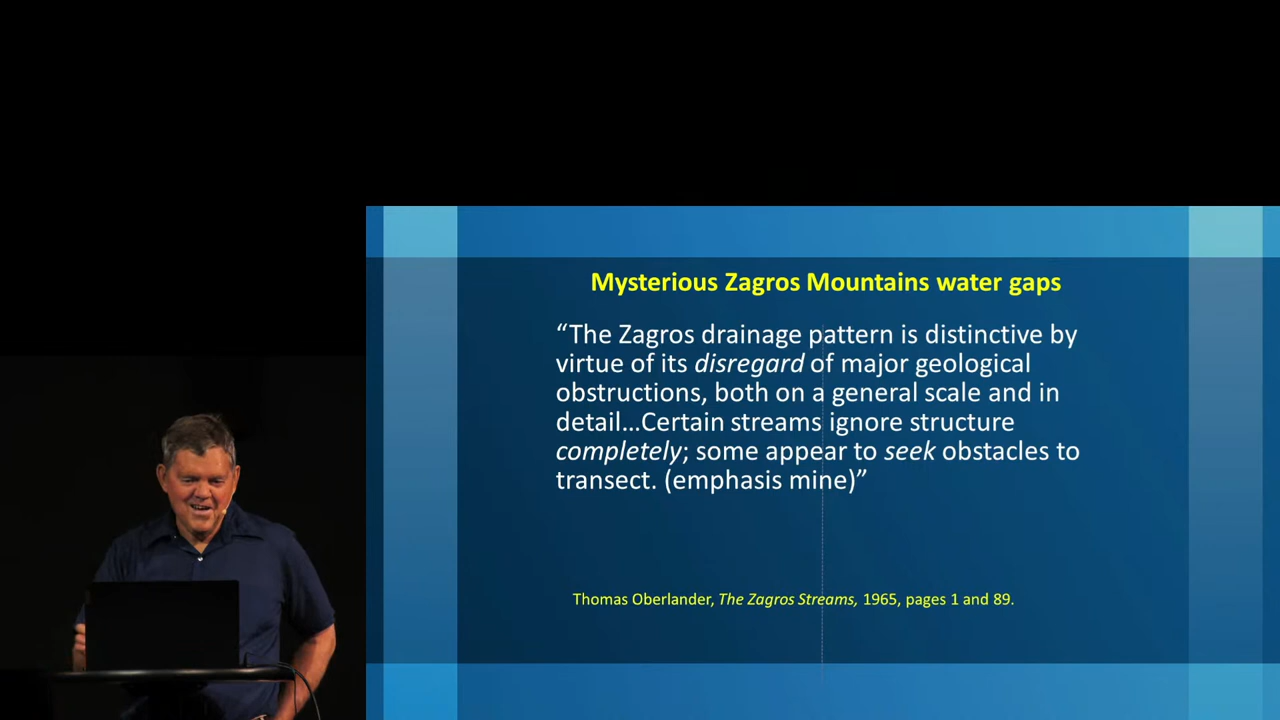 Mysterious Zagros Mountains water gaps
“The Zagros drainage pattern is distinctive by
virtue of its disregard of major geological
obstructions, both on a general scale and in
detail…Certain streams ignore structure
completely; some appear to seek obstacles to
transect. (emphasis mine)”
Thomas Oberlander, The Zagros Streams, 1965, pages 1 and 89.